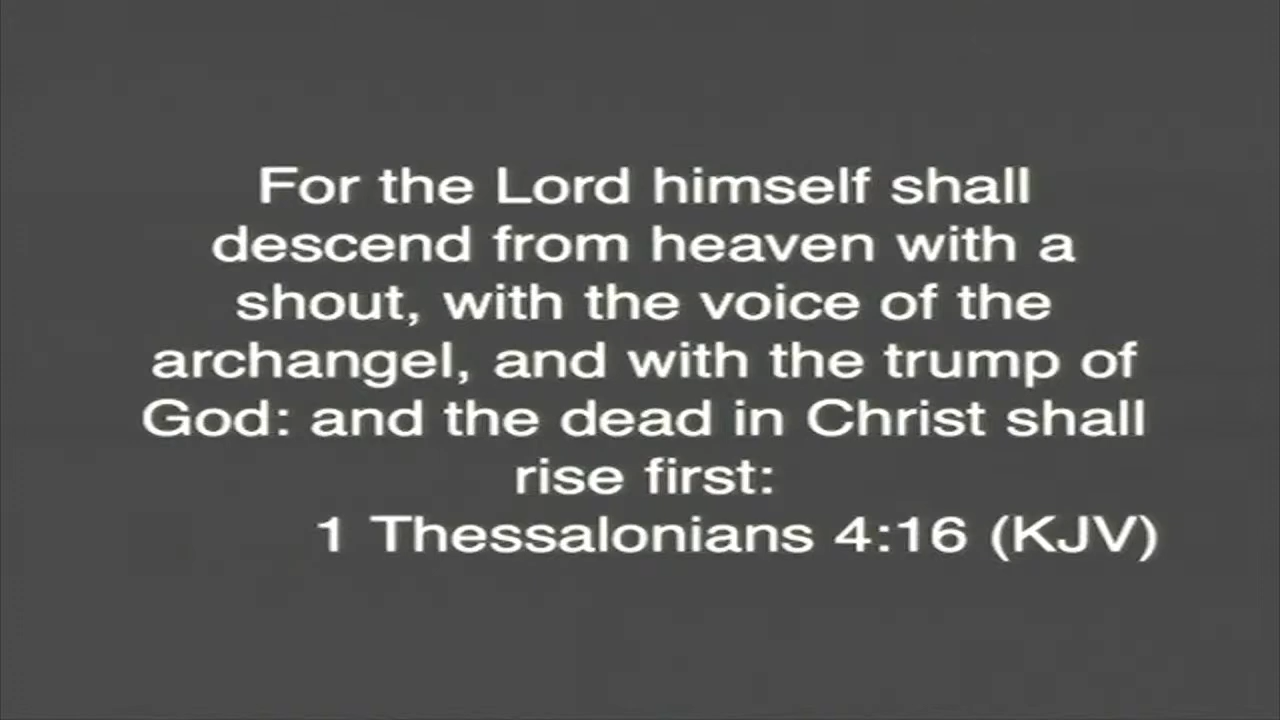 For the Lord himself shall
descend from heaven with a
shout, with the voice of the
archangel, and with the trump of
God: and the dead in Christ shall
rise first:
1 Thessalonians 4:16 (KJV)